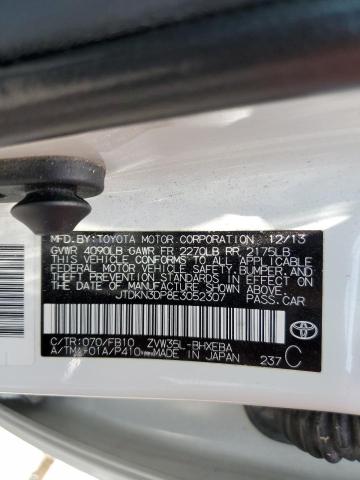 MFD.BY:TOYOTA MOTOR CORPORATION 12/13
GVWR 4090LB GAWR FR 2270LB RR 2175LB
THIS VEHICLE CONFORMS TO ALL APPLICABLE
FEDERAL MOTOR VEHICLE SAFETY, BUMPER, AND
THEFT PREVENTION STANDARDS IN EFFECT ON
THE DATE OF MANUFACTURE SHOWN ABOVE.
JTDKN3DP8E3052307 PASS.CAR
C/TR:070/FB10 ZVW35L-BHXEBA
A/TM:-01A/P410 MADE IN JAPAN 237 C